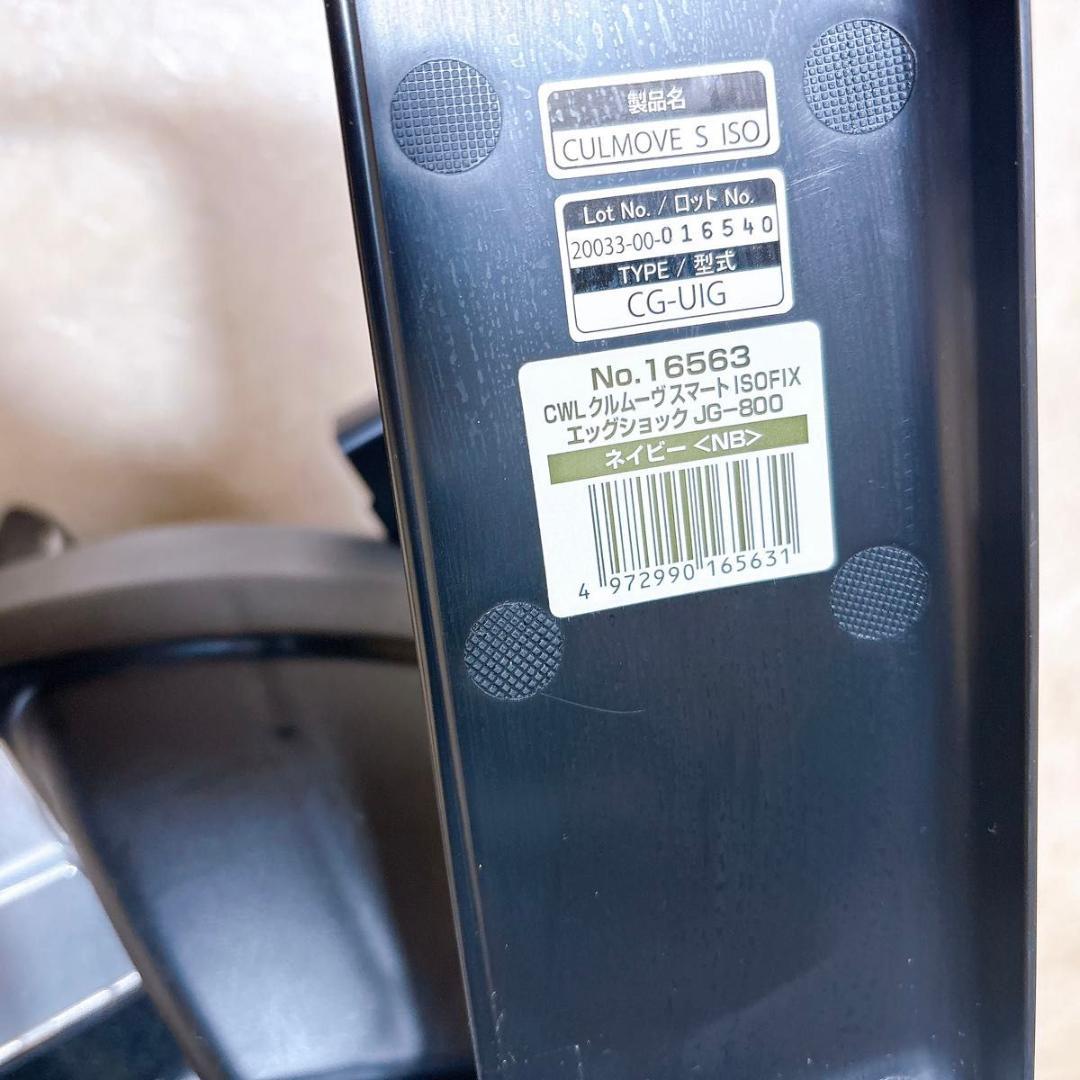 製品名
CULMOVE S ISO
Lot No. / ロット No.
20033-00-016540
TYPE / 型式
CG-UIG
No.16563
CWL クルムーヴ スマート ISOFIX
エッグショック JG-800
ネイビー <NB>
4 972990 165631